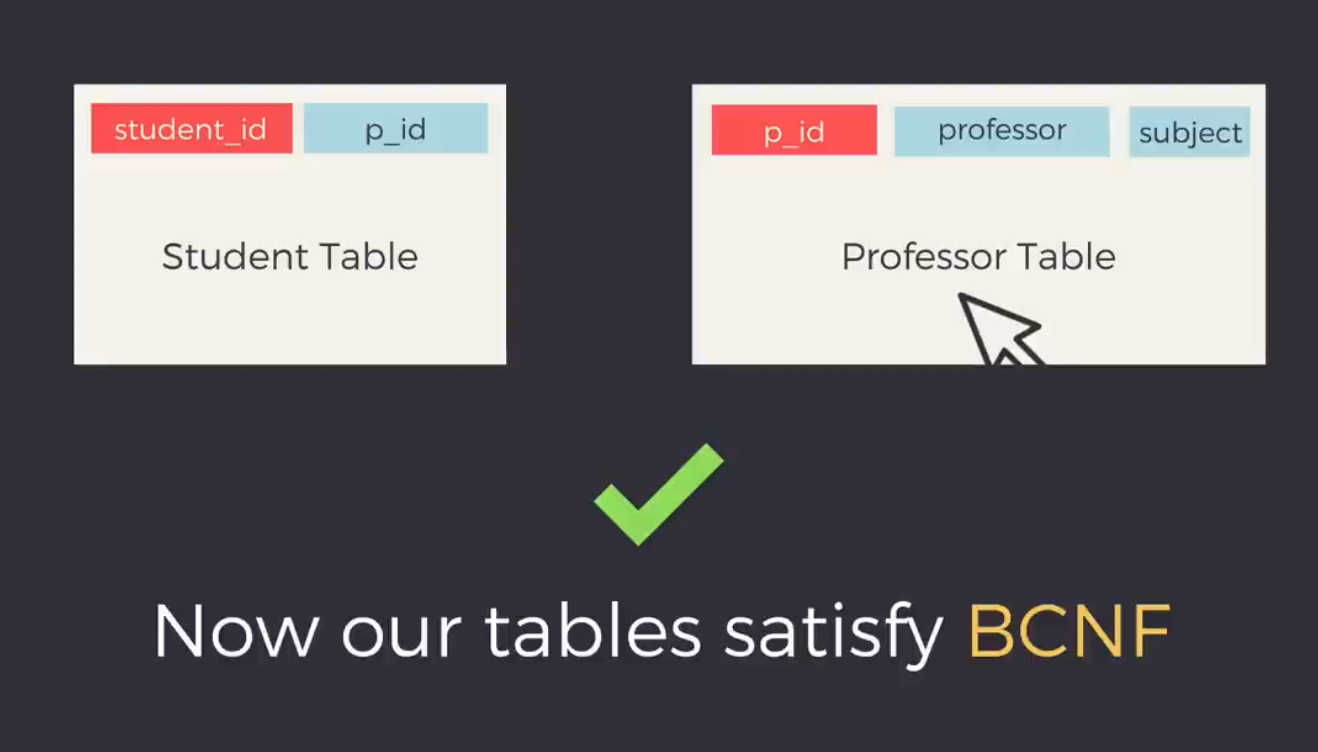 student_id p_id
p_id professor subject
Student Table
Professor Table
Now our tables satisfy BCNF